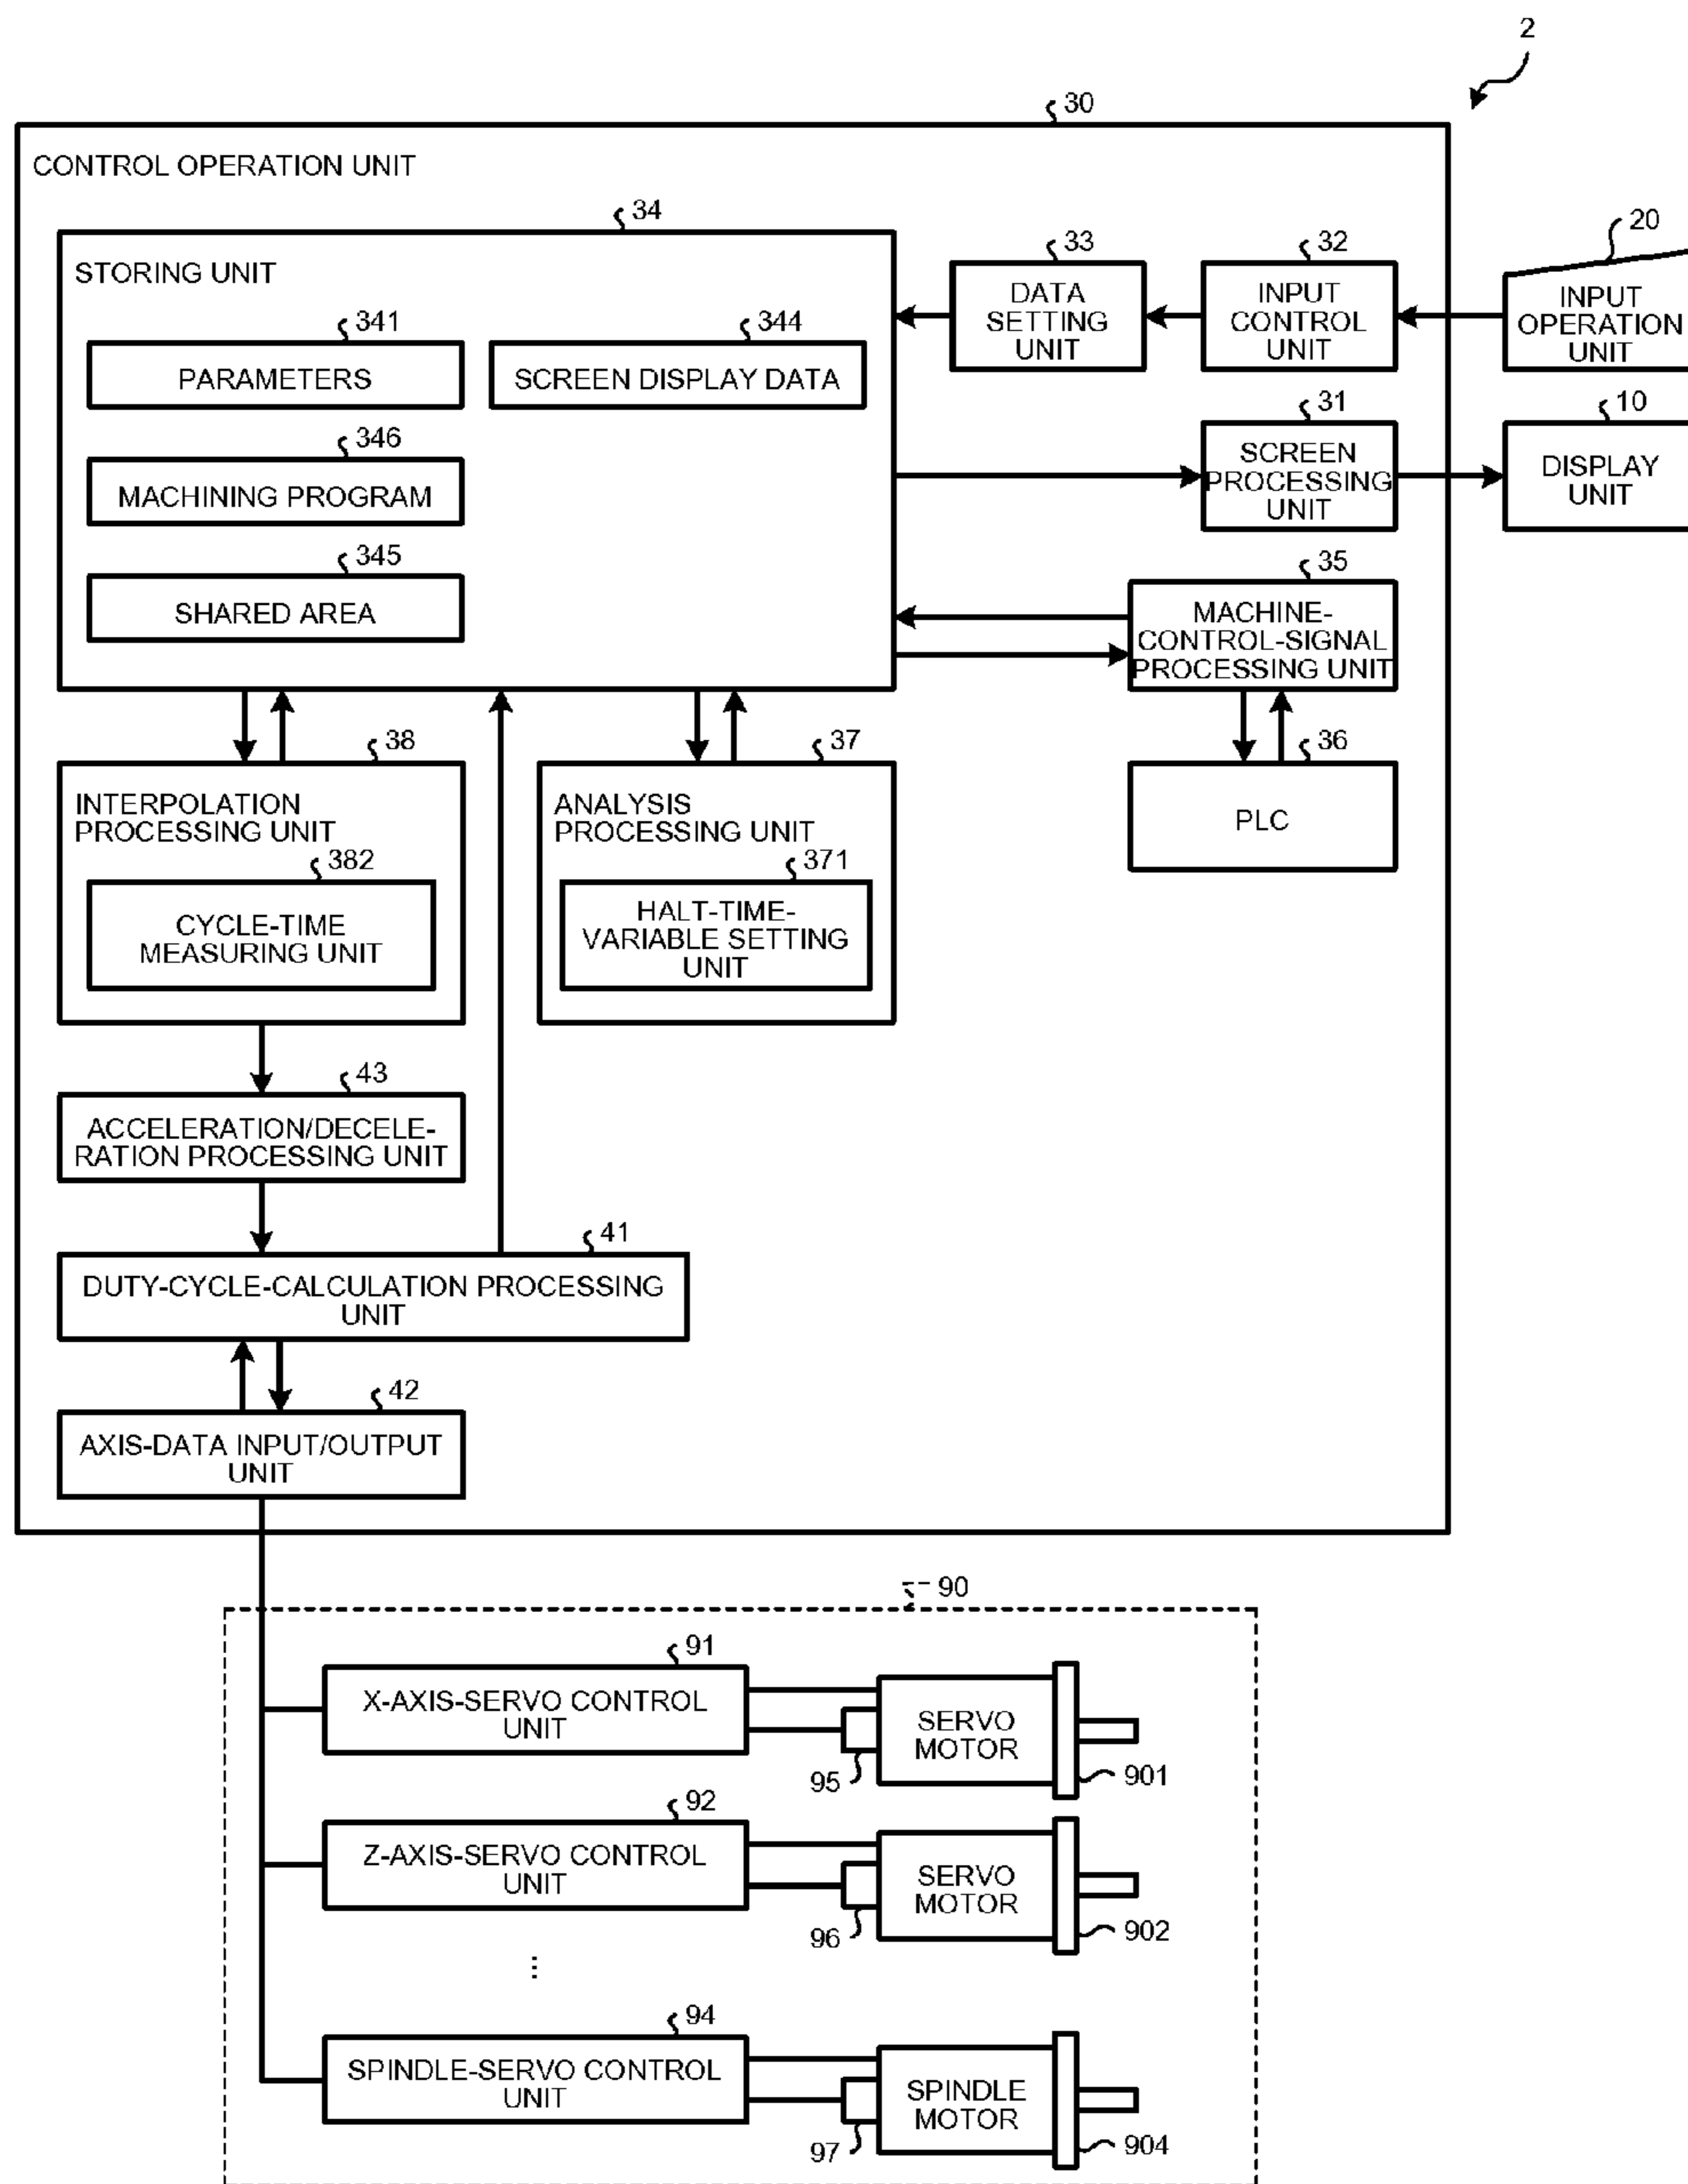 2
30
CONTROL OPERATION UNIT
34
STORING UNIT
341
PARAMETERS
344
SCREEN DISPLAY DATA
346
MACHINING PROGRAM
345
SHARED AREA
33
DATA
SETTING
UNIT
32
INPUT
CONTROL
UNIT
20
INPUT
OPERATION
UNIT
31
SCREEN
PROCESSING
UNIT
10
DISPLAY
UNIT
35
MACHINE-
CONTROL-SIGNAL
PROCESSING UNIT
38
INTERPOLATION
PROCESSING UNIT
382
CYCLE-TIME
MEASURING UNIT
37
ANALYSIS
PROCESSING UNIT
371
HALT-TIME-
VARIABLE SETTING
UNIT
36
PLC
43
ACCELERATION/DECELE-
RATION PROCESSING UNIT
41
DUTY-CYCLE-CALCULATION PROCESSING
UNIT
42
AXIS-DATA INPUT/OUTPUT
UNIT
90
91
X-AXIS-SERVO CONTROL
UNIT
SERVO
MOTOR
95
901
92
Z-AXIS-SERVO CONTROL
UNIT
SERVO
MOTOR
96
902
...
94
SPINDLE-SERVO CONTROL
UNIT
SPINDLE
MOTOR
97
904